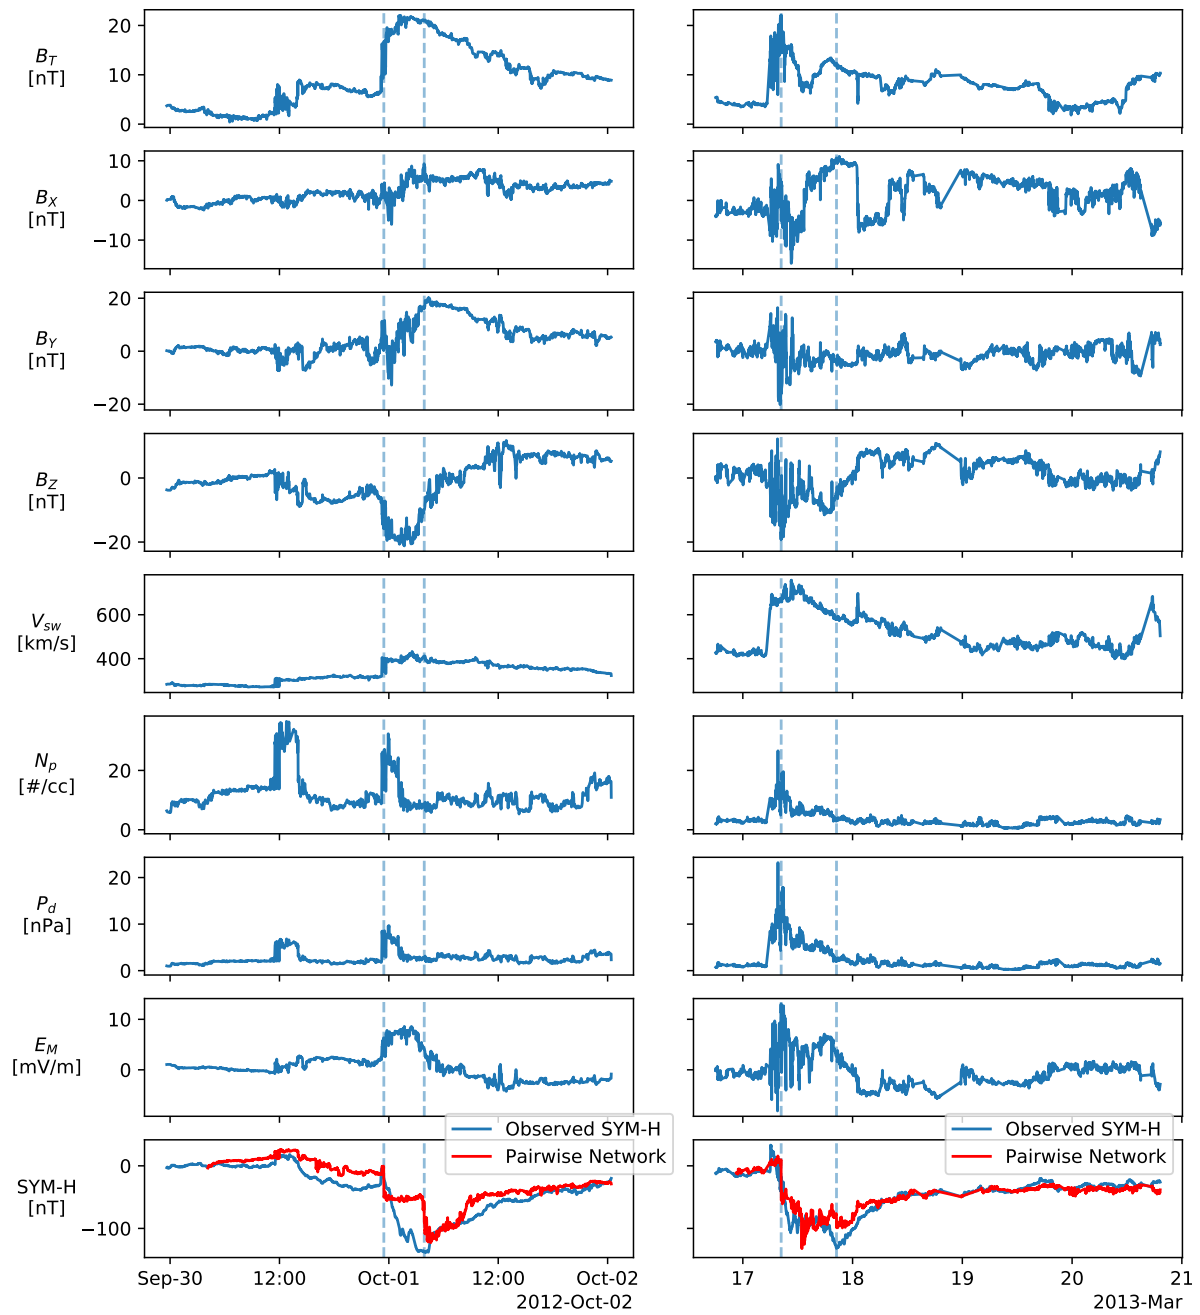 B_T
[nT]
20
10
0
B_X
[nT]
10
0
−10
B_Y
[nT]
20
0
−20
B_Z
[nT]
0
−20
V_sw
[km/s]
600
400
N_p
[#/cc]
20
0
P_d
[nPa]
20
10
0
E_M
[mV/m]
10
0
Observed SYM-H
Pairwise Network
Observed SYM-H
Pairwise Network
SYM-H
[nT]
0
−100
Sep-30 12:00 Oct-01 12:00 Oct-02
2012-Oct-02
17 18 19 20 21
2013-Mar